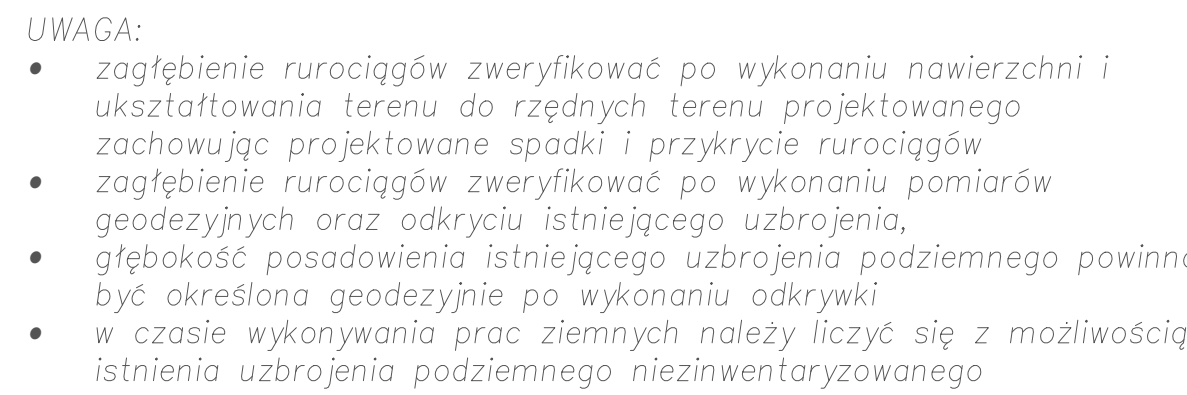 UWAGA:
• zagłębienie rurociągów zweryfikować po wykonaniu nawierzchni i
ukształtowania terenu do rzędnych terenu projektowanego
zachowując projektowane spadki i przykrycie rurociągów
• zagłębienie rurociągów zweryfikować po wykonaniu pomiarów
geodezyjnych oraz odkryciu istniejącego uzbrojenia,
• głębokość posadowienia istniejącego uzbrojenia podziemnego powinna
być określona geodezyjnie po wykonaniu odkrywki
• w czasie wykonywania prac ziemnych należy liczyć się z możliwością
istnienia uzbrojenia podziemnego niezinwentaryzowanego